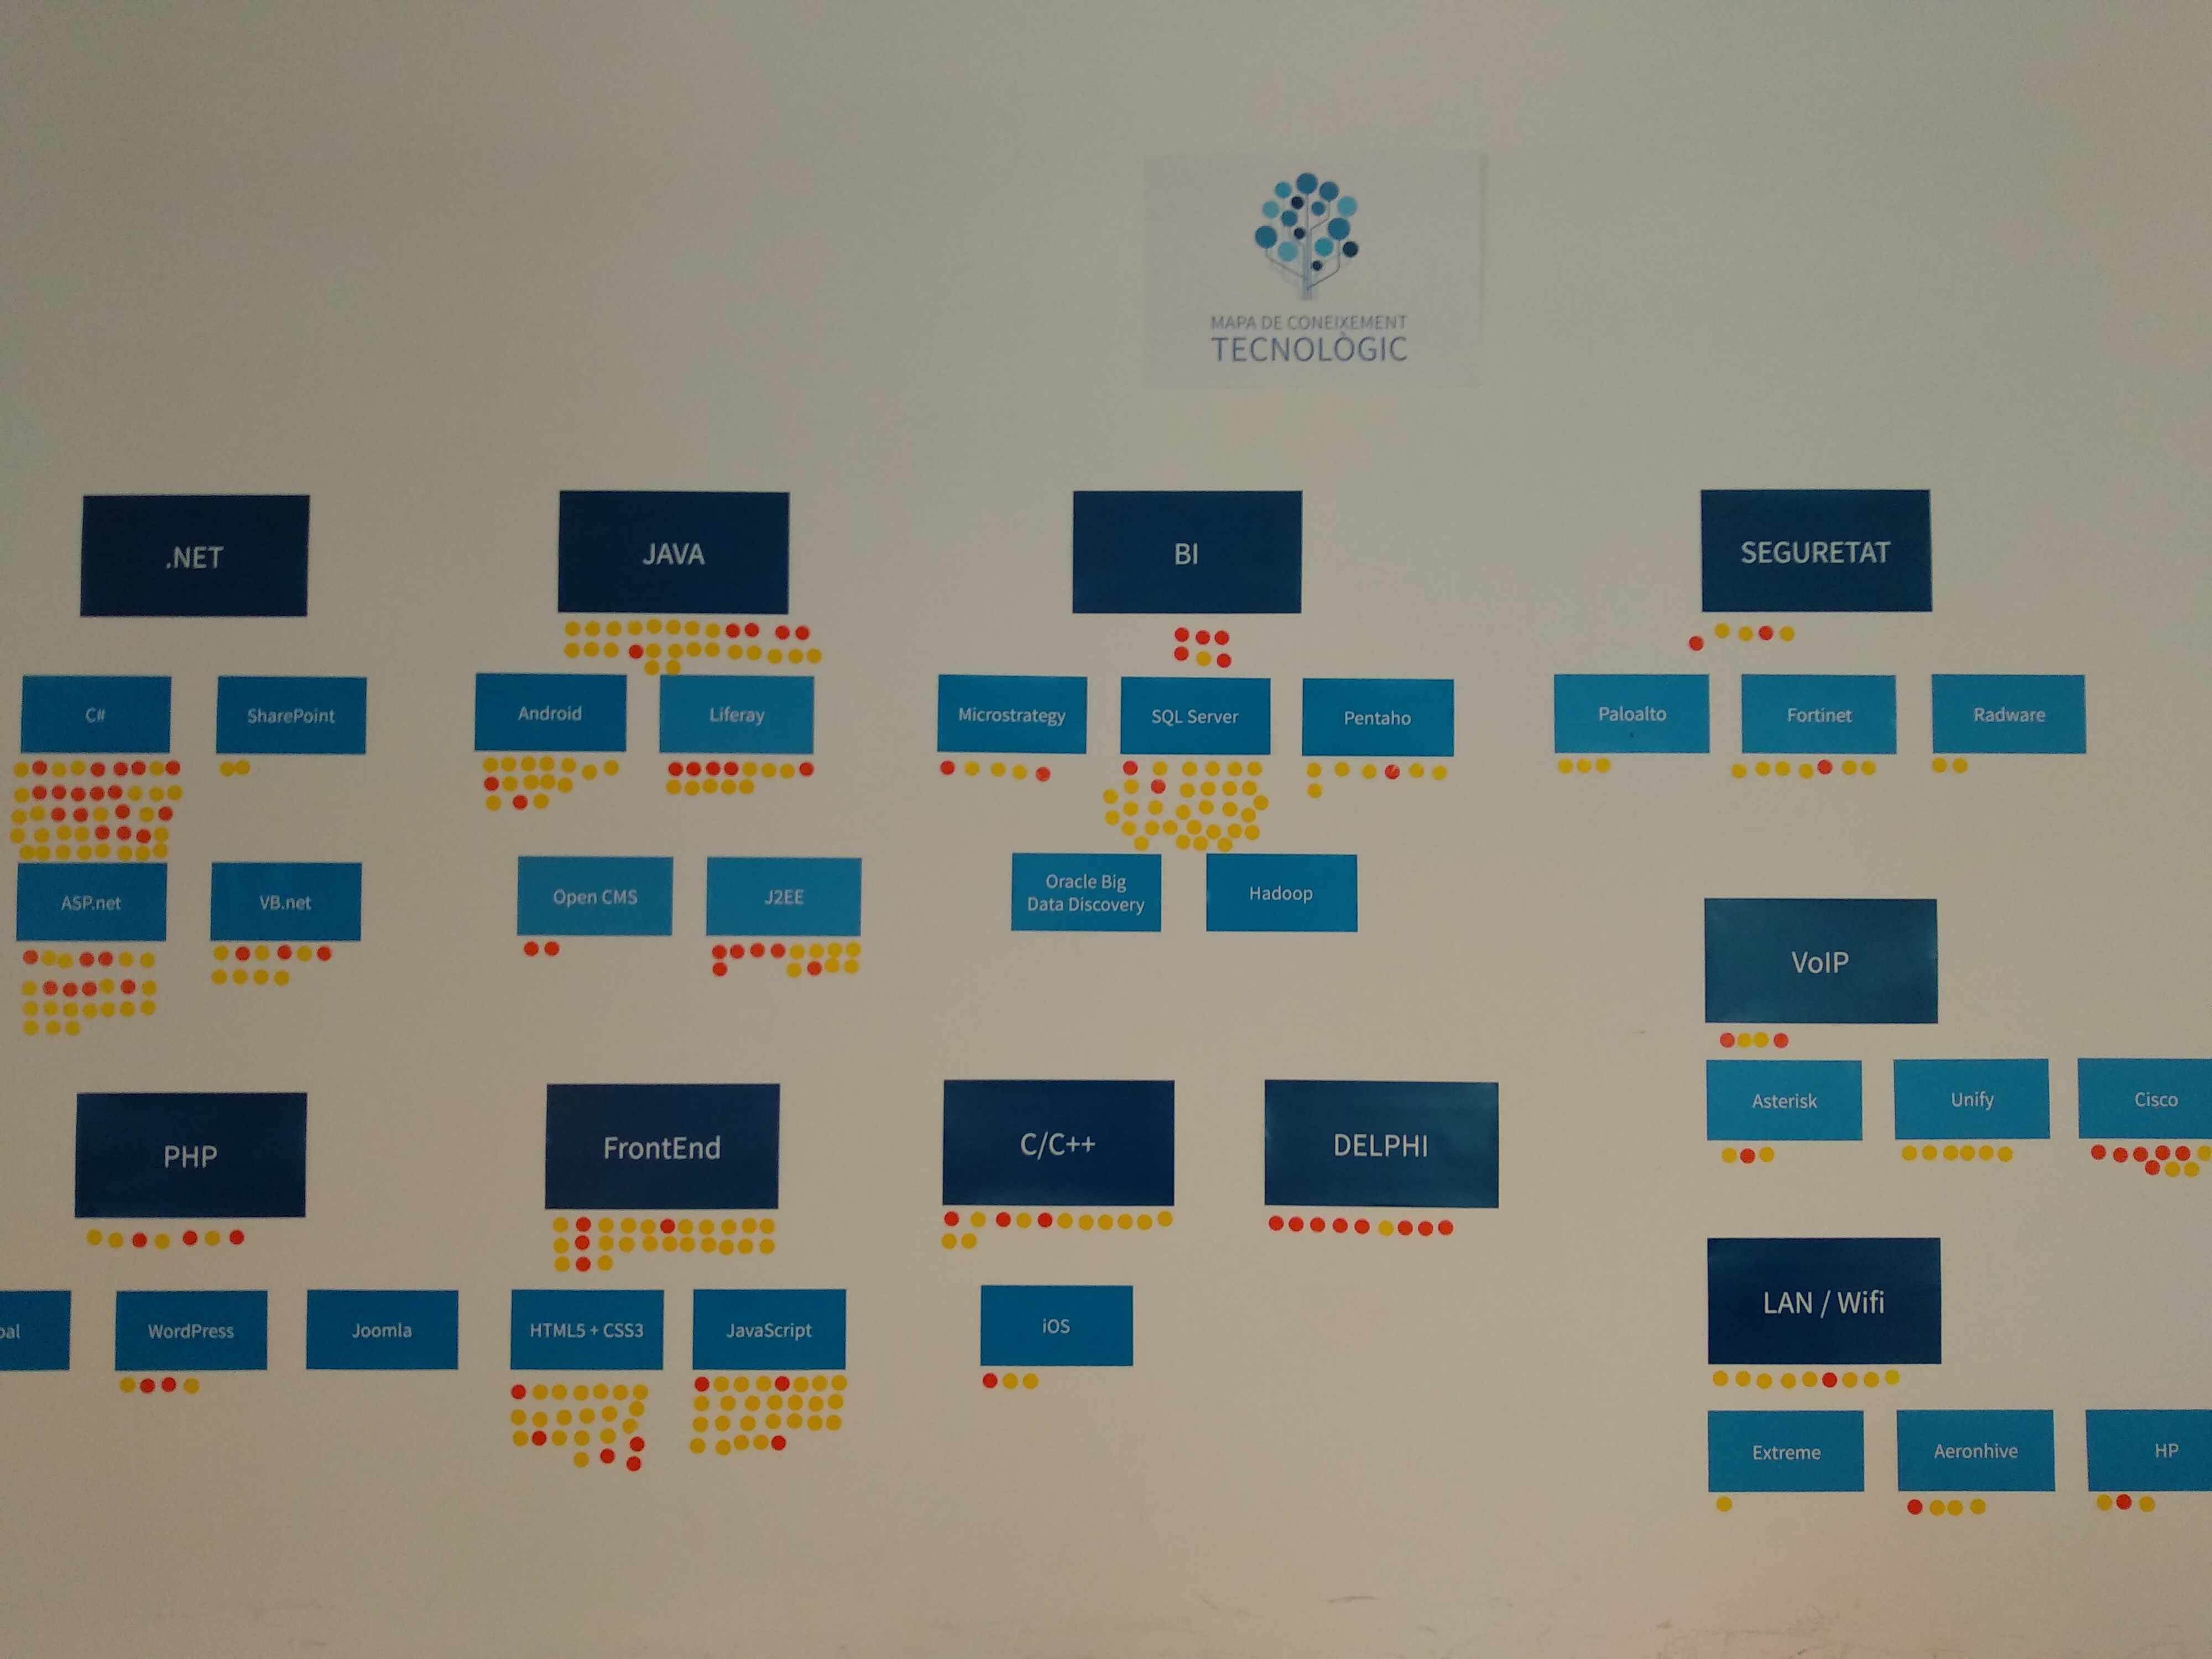 MAPA DE CONEIXEMENT
TECNOLÒGIC
.NET
JAVA
BI
SEGURETAT
C#
SharePoint
Android
Liferay
Microstrategy
SQL Server
Pentaho
Paloalto
Fortinet
Radware
ASP.net
VB.net
Open CMS
J2EE
Oracle Big
Data Discovery
Hadoop
VoIP
Asterisk
Unify
Cisco
PHP
FrontEnd
C/C++
DELPHI
LAN / Wifi
WordPress
Joomla
HTML5 + CSS3
JavaScript
iOS
Extreme
Aeronhive
HP